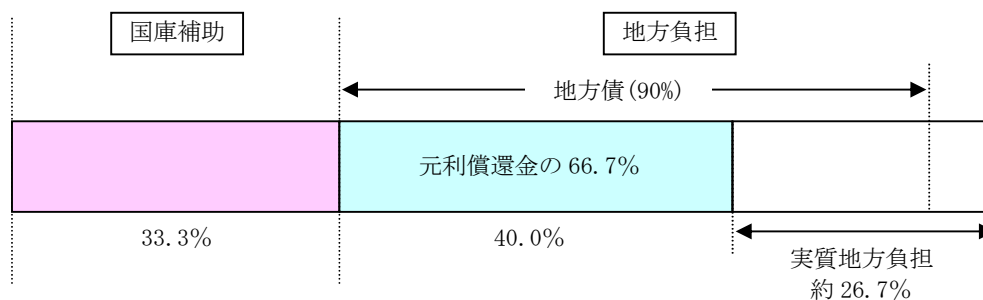 国庫補助
地方負担
地方債(90%)
元利償還金の 66.7%
33.3%
40.0%
実質地方負担
約 26.7%